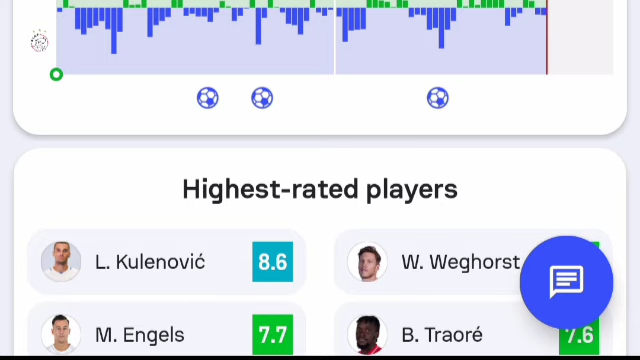 Highest-rated players
L. Kulenović 8.6 W. Weghorst
M. Engels 7.7 B. Traoré 7.6